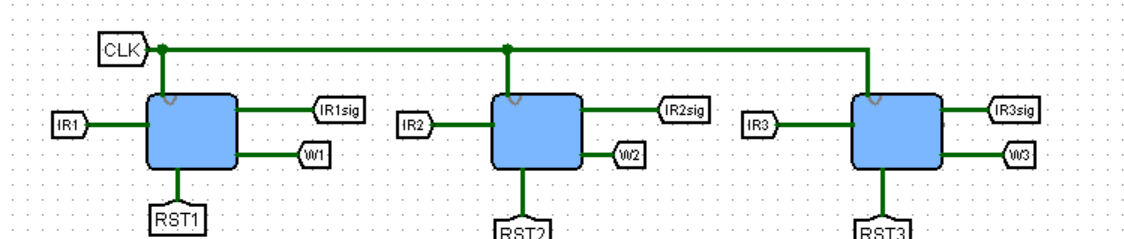 CLK
IR1
IR1sig
W1
RST1
IR2
IR2sig
W2
RST2
IR3
IR3sig
W3
RST3